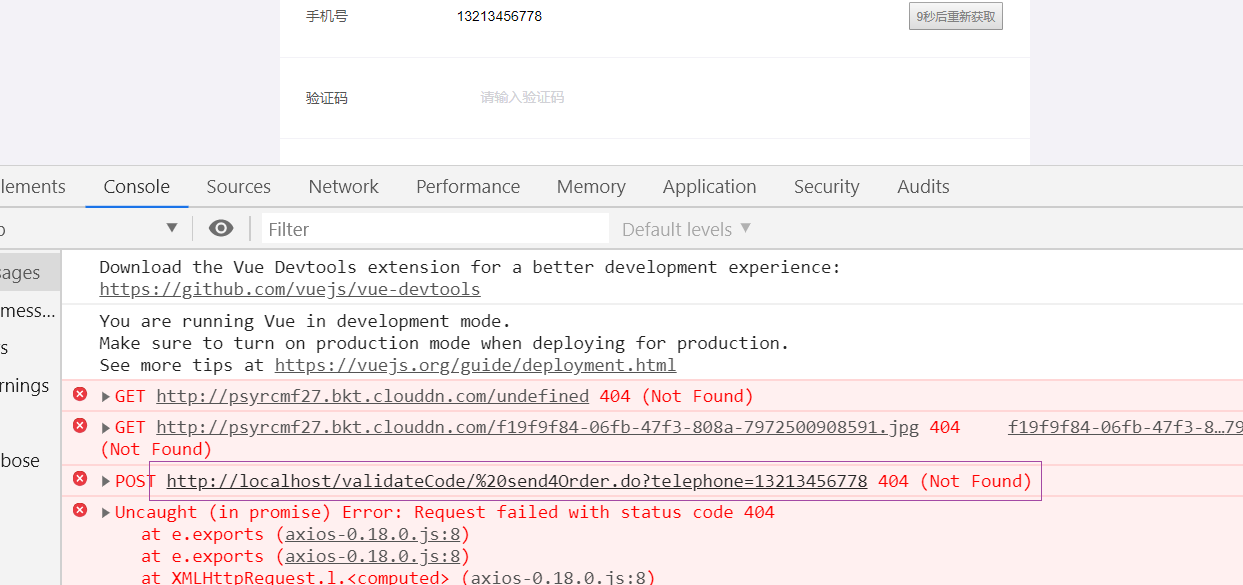 手机号 13213456778 9秒后重新获取
验证码 请输入验证码
lements Console Sources Network Performance Memory Application Security Audits
Filter Default levels
sages
mess...
s
rnings
bose
Download the Vue Devtools extension for a better development experience:
https://github.com/vuejs/vue-devtools
You are running Vue in development mode.
Make sure to turn on production mode when deploying for production.
See more tips at https://vuejs.org/guide/deployment.html
GET http://psyrcmf27.bkt.clouddn.com/undefined 404 (Not Found)
GET http://psyrcmf27.bkt.clouddn.com/f19f9f84-06fb-47f3-808a-7972500908591.jpg 404 f19f9f84-06fb-47f3-8…79
(Not Found)
POST http://localhost/validateCode/%20send4Order.do?telephone=13213456778 404 (Not Found)
Uncaught (in promise) Error: Request failed with status code 404
at e.exports (axios-0.18.0.js:8)
at e.exports (axios-0.18.0.js:8)
at XMLHttpRequest.l.<computed> (axios-0.18.0.js:8)